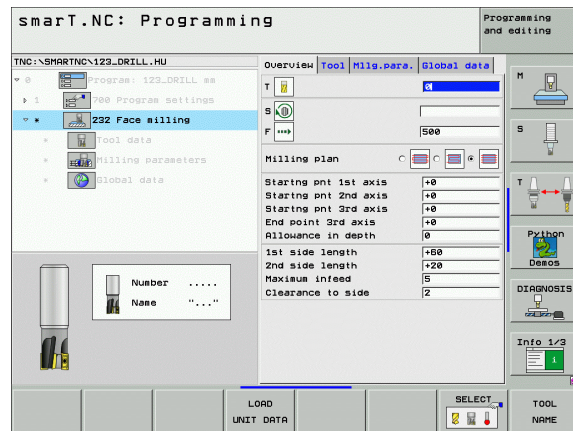 smarT.NC: Programming
Programming
and editing
TNC:\SMARTNC\123_DRILL.HU
0 Program: 123_DRILL mm
1 700 Program settings
* 232 Face milling
* Tool data
* Milling parameters
* Global data
Overview Tool Mllg.para. Global data
T 0
S
F 500
Milling plan
Startng pnt 1st axis +0
Startng pnt 2nd axis +0
Startng pnt 3rd axis +0
End point 3rd axis +0
Allowance in depth 0
1st side length +60
2nd side length +20
Maximum infeed 5
Clearance to side 2
Number .....
Name "..."
M
S
T
Python
Demos
DIAGNOSIS
Info 1/3
LOAD
UNIT DATA
SELECT
TOOL
NAME